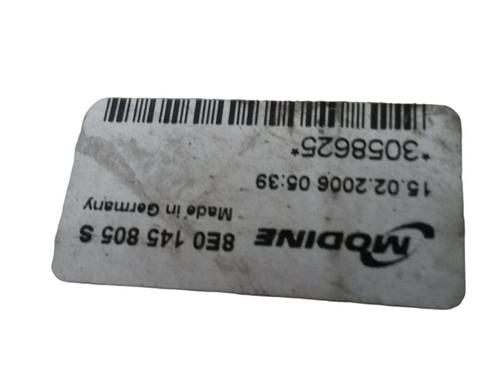 MODINE
8E0 145 805 S
Made in Germany
15.02.2006 05:39
*3058625*